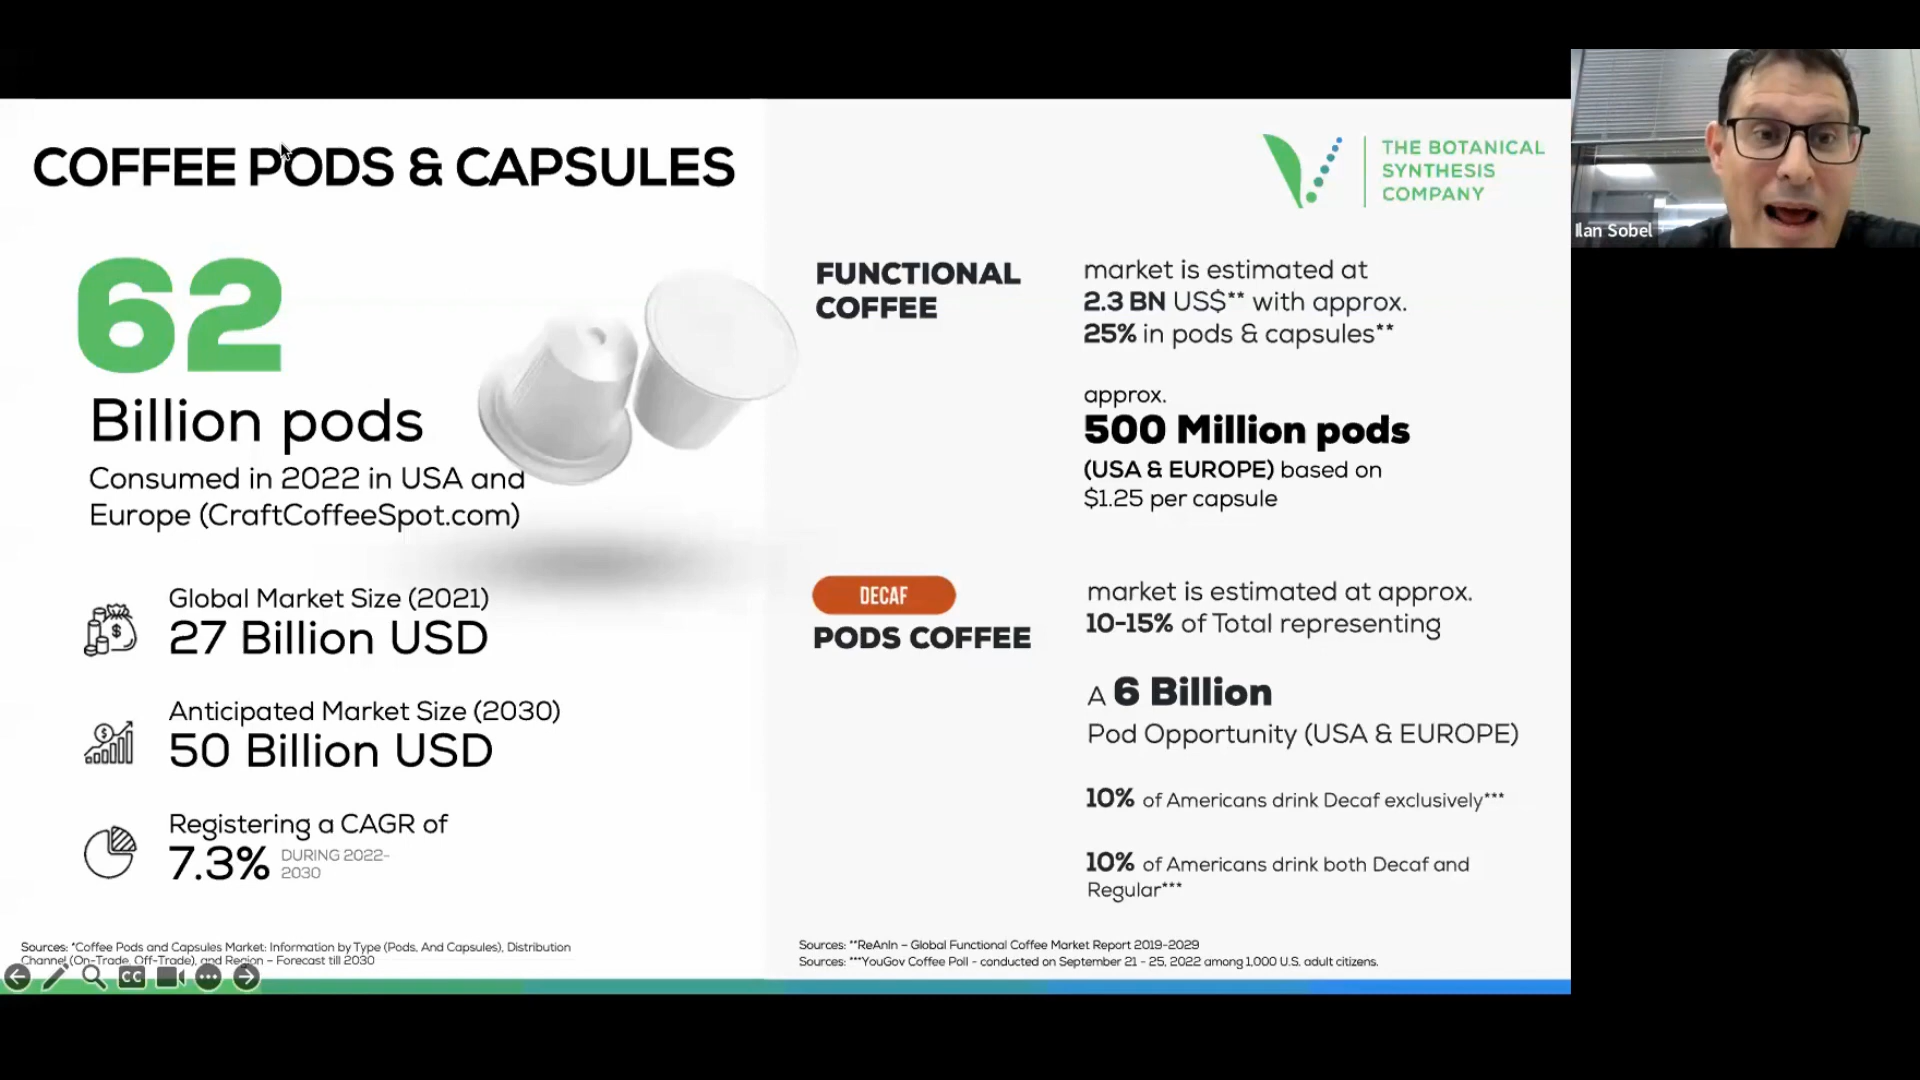 COFFEE PODS & CAPSULES
62
Billion pods
Consumed in 2022 in USA and
Europe (CraftCoffeeSpot.com)
Global Market Size (2021)
27 Billion USD
Anticipated Market Size (2030)
50 Billion USD
Registering a CAGR of
7.3% DURING 2022-
2030
Sources: *Coffee Pods and Capsules Market: Information by Type (Pods, And Capsules), Distribution
Channel (On-Trade, Off-Trade), and Region – Forecast till 2030
CC
THE BOTANICAL
SYNTHESIS
COMPANY
FUNCTIONAL
COFFEE
market is estimated at
2.3 BN US$** with approx.
25% in pods & capsules**
approx.
500 Million pods
(USA & EUROPE) based on
$1.25 per capsule
DECAF
PODS COFFEE
market is estimated at approx.
10-15% of Total representing
A 6 Billion
Pod Opportunity (USA & EUROPE)
10% of Americans drink Decaf exclusively***
10% of Americans drink both Decaf and
Regular***
Sources: **ReAnIn – Global Functional Coffee Market Report 2019-2029
Sources: ***YouGov Coffee Poll - conducted on September 21 - 25, 2022 among 1,000 U.S. adult citizens.
Ilan Sobel